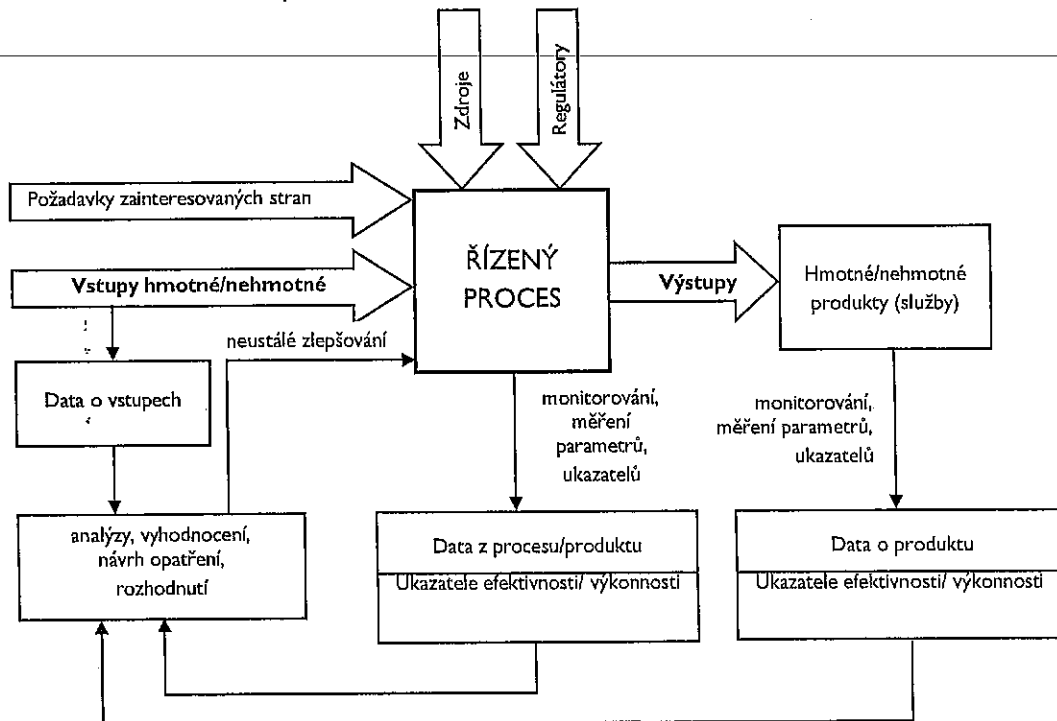 Zdroje
Regulátory
Požadavky zainteresovaných stran
ŘÍZENÝ
PROCES
Vstupy hmotné/nehmotné
Výstupy
Hmotné/nehmotné
produkty (služby)
neustálé zlepšování
Data o vstupech
monitorování,
měření
parametrů,
ukazatelů
monitorování,
měření parametrů,
ukazatelů
analýzy, vyhodnocení,
návrh opatření,
rozhodnutí
Data z procesu/produktu
Ukazatele efektivnosti/ výkonnosti
Data o produktu
Ukazatele efektivnosti/ výkonnosti